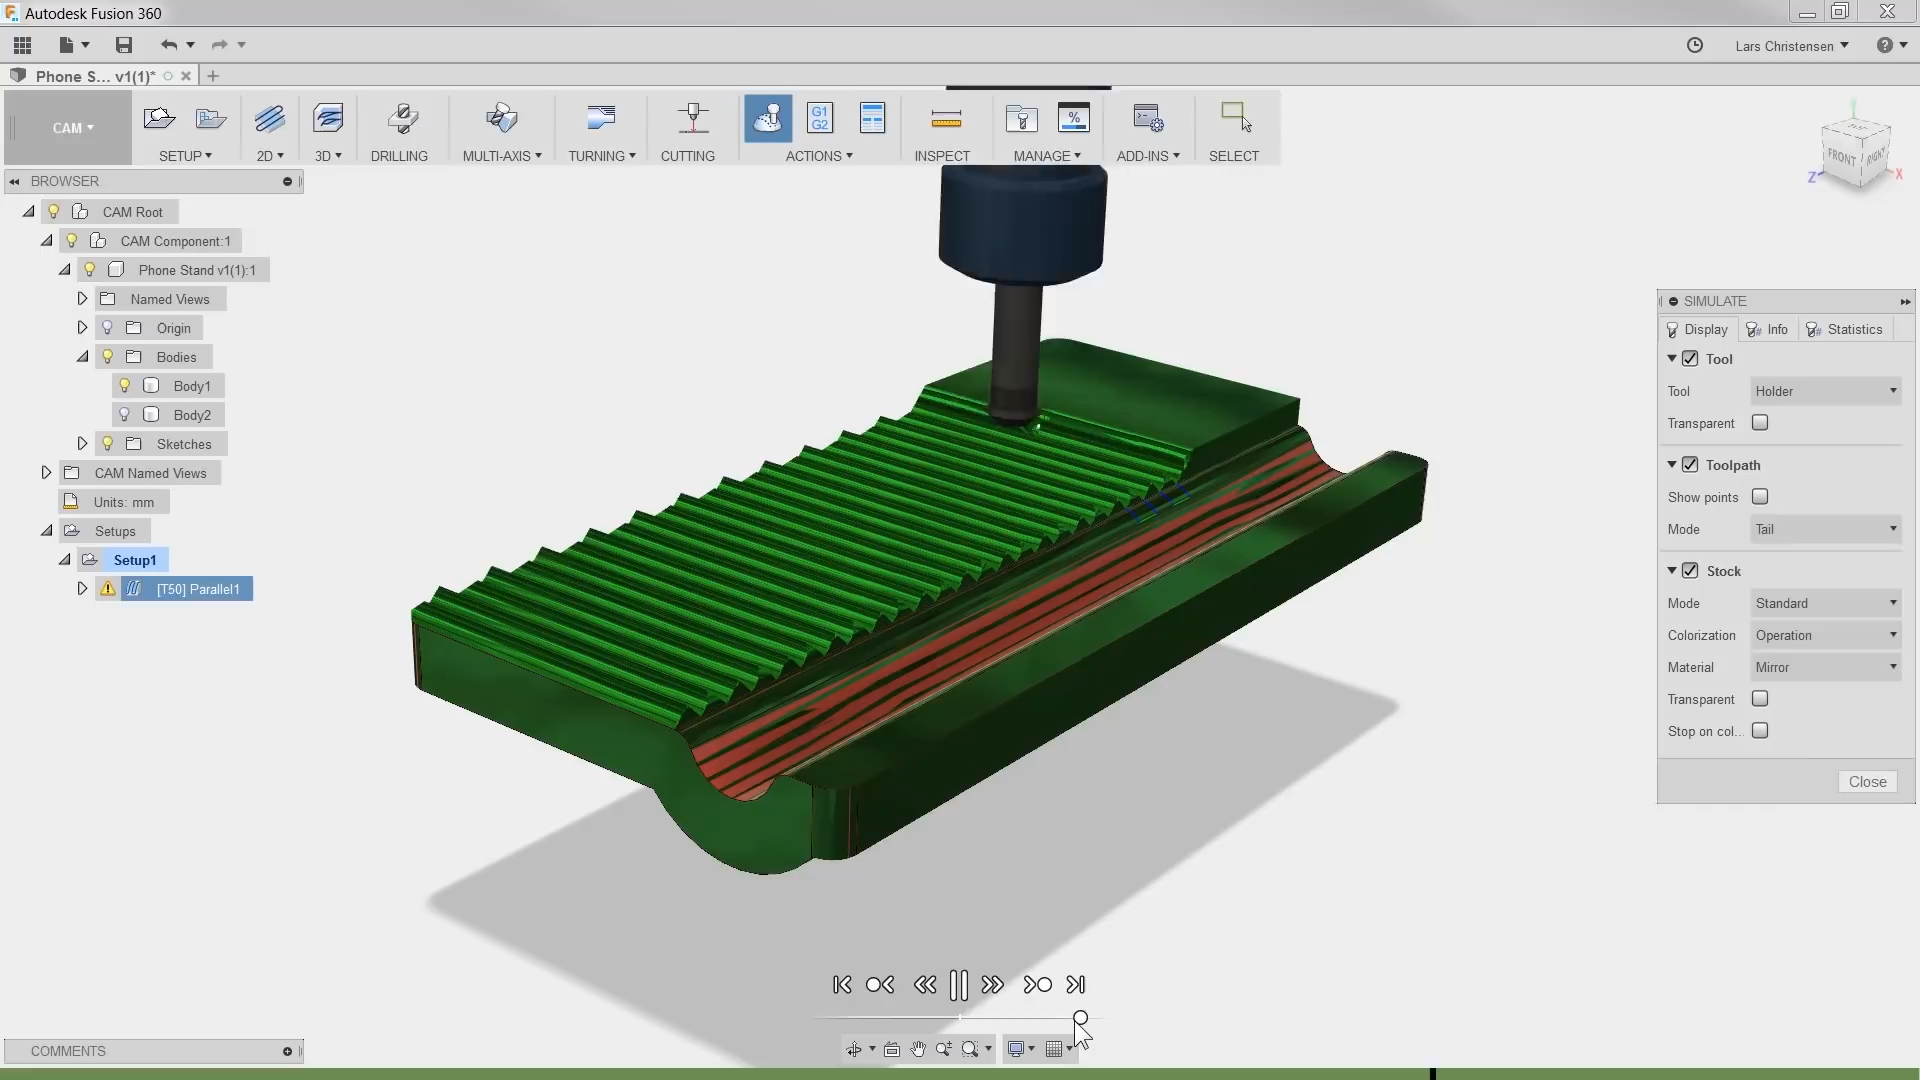 Autodesk Fusion 360
Lars Christensen
Phone S... v1(1)*
CAM
SETUP
2D
3D
DRILLING
MULTI-AXIS
TURNING
CUTTING
G1
G2
ACTIONS
INSPECT
%
MANAGE
ADD-INS
SELECT
FRONT
RIGHT
Z
X
BROWSER
CAM Root
CAM Component:1
Phone Stand v1(1):1
Named Views
Origin
Bodies
Body1
Body2
Sketches
CAM Named Views
Units: mm
Setups
Setup1
[T50] Parallel1
SIMULATE
Display
Info
Statistics
Tool
Tool Holder
Transparent
Toolpath
Show points
Mode Tail
Stock
Mode Standard
Colorization Operation
Material Mirror
Transparent
Stop on col...
Close
COMMENTS